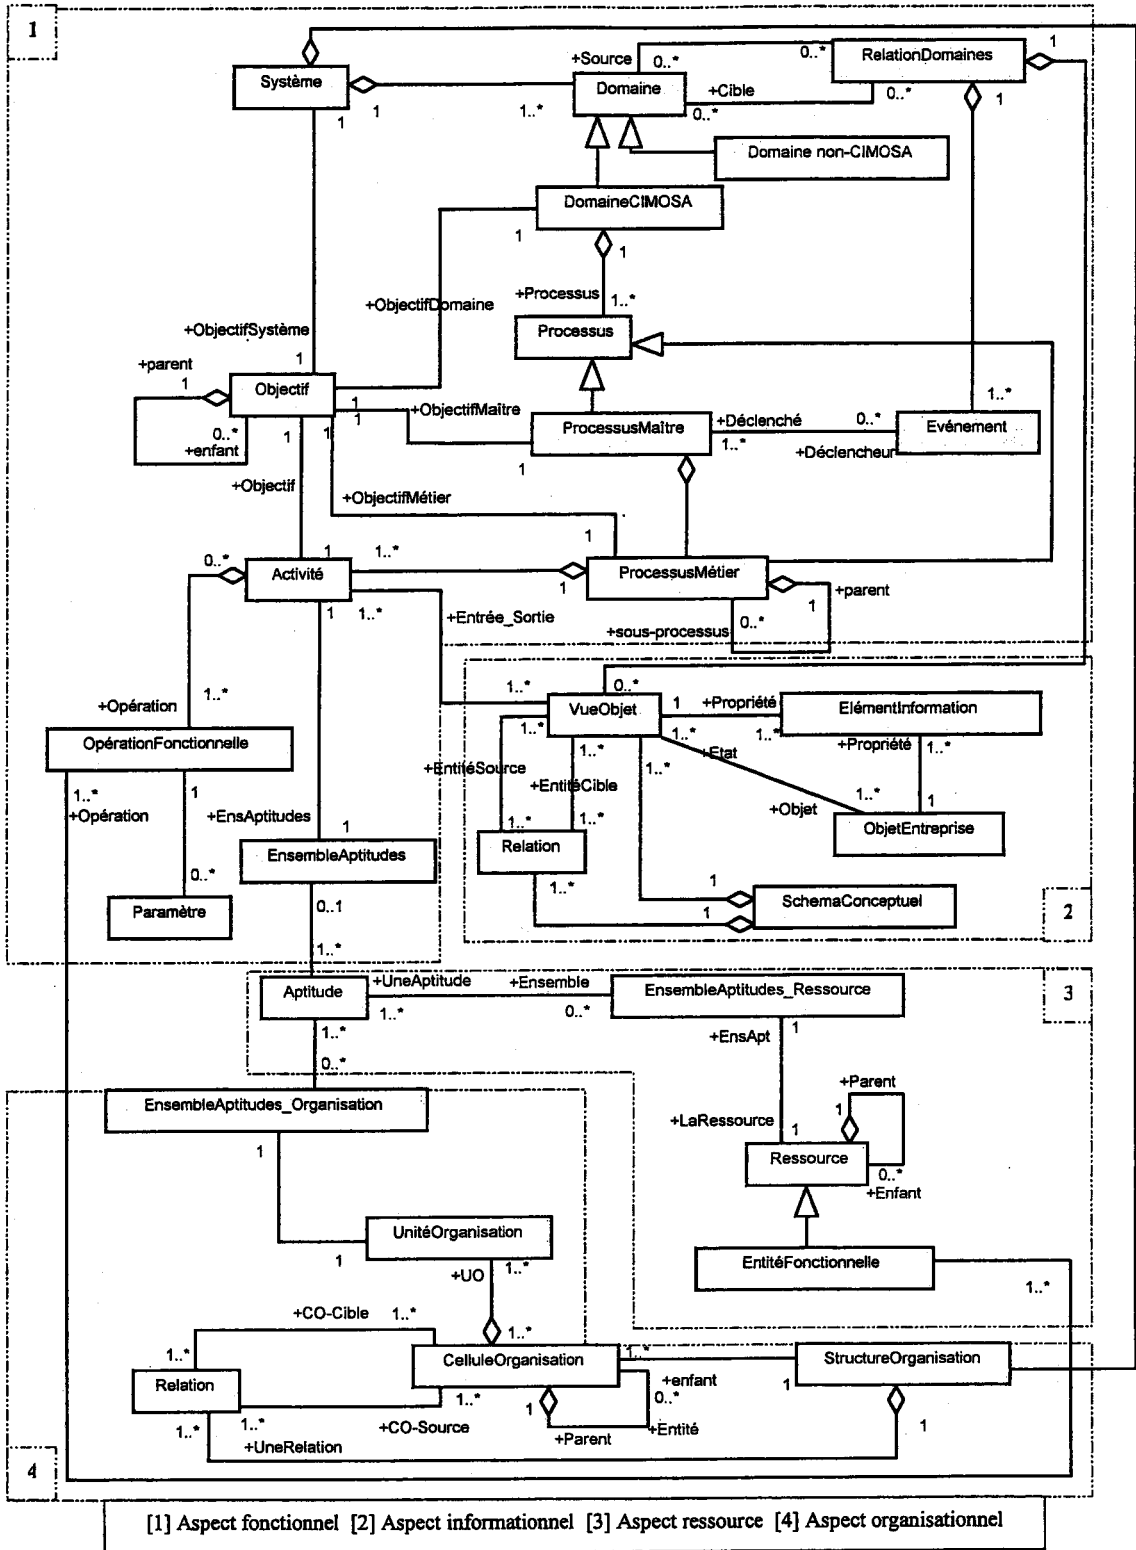 1
Système
1
1..*
+Source
0..*
0..*
RelationDomaines
1
Domaine
+Cible
0..*
0..*
1
1
Domaine non-CIMOSA
DomaineCIMOSA
1
1
+Processus
1..*
+ObjectifDomaine
Processus
+ObjectifSystème
1
+parent
1
Objectif
1
1
+ObjectifMaître
0..*
+enfant
1
1
ProcessusMaître
1
+Déclenché
1..*
0..*
+Déclencheur
1..*
Evénement
+Objectif
+ObjectifMétier
1
1
0..*
Activité
1..*
1
ProcessusMétier
+parent
1
1
1..*
+Entrée_Sortie
+sous-processus
0..*
+Opération
1..*
1..*
0..*
VueObjet
1
+Propriété
1..*
ElémentInformation
OpérationFonctionnelle
1..*
1..*
1..*
+Etat
+Propriété
1..*
+EntitéSource
+EntitéCible
1..*
1..*
+Opération
1
+EnsAptitudes
1
1..*
1..*
+Objet
1..*
1
ObjetEntreprise
EnsembleAptitudes
Relation
0..*
1..*
1
SchemaConceptuel
Paramètre
0..1
1
2
1..*
Aptitude
+UneAptitude
1..*
+Ensemble
0..*
EnsembleAptitudes_Ressource
3
1..*
+EnsApt
1
0..*
EnsembleAptitudes_Organisation
+Parent
1
+LaRessource
1
1
Ressource
0..*
+Enfant
UnitéOrganisation
1
EntitéFonctionnelle
+UO
1..*
1..*
+CO-Cible
1..*
1..*
1..*
CelluleOrganisation
1..*
StructureOrganisation
Relation
1..*
+enfant
1
1
0..*
1..*
1..*
+CO-Source
+Parent
+Entité
1
+UneRelation
4
[1] Aspect fonctionnel [2] Aspect informationnel [3] Aspect ressource [4] Aspect organisationnel